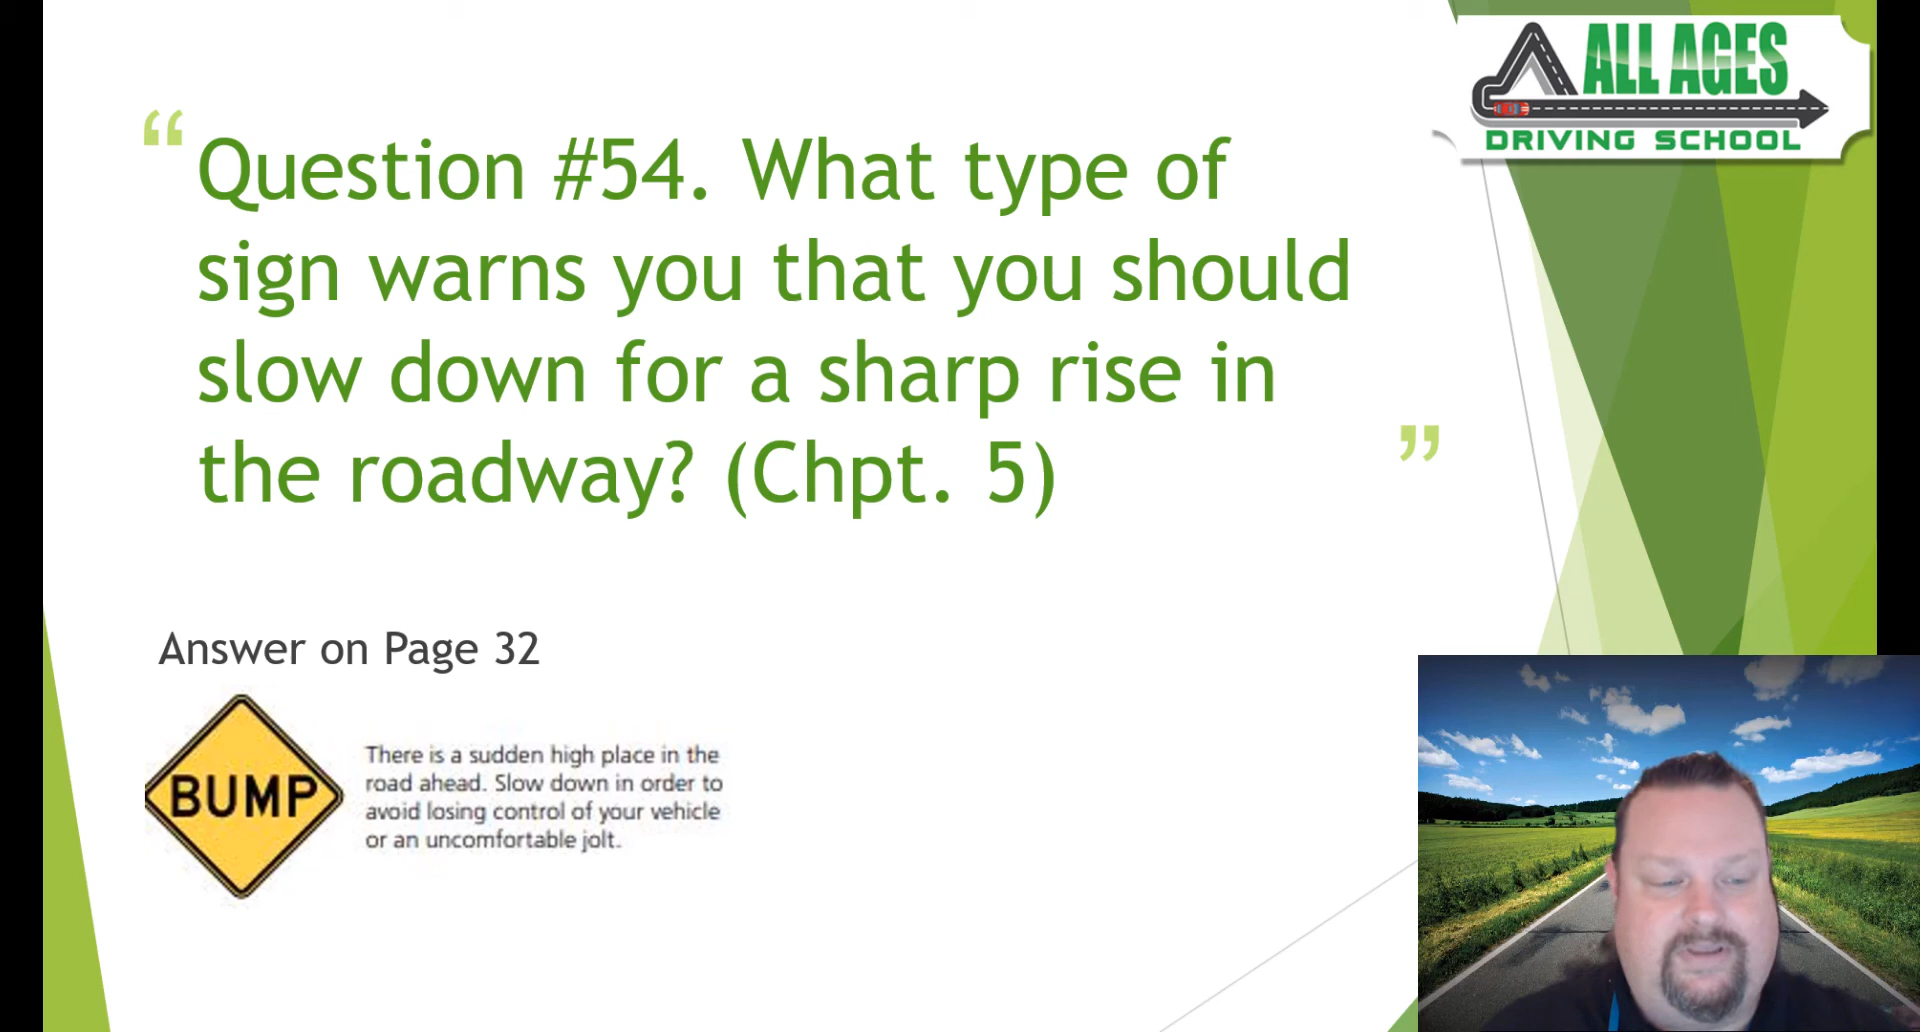 ALL AGES
DRIVING SCHOOL
“ Question #54. What type of
sign warns you that you should
slow down for a sharp rise in
the roadway? (Chpt. 5) ”
Answer on Page 32
BUMP
There is a sudden high place in the
road ahead. Slow down in order to
avoid losing control of your vehicle
or an uncomfortable jolt.